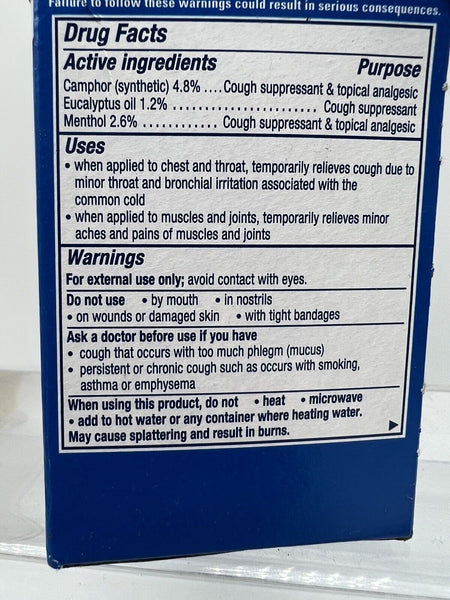 Failure to follow these warnings could result in serious consequences.
Drug Facts
Active ingredients Purpose
Camphor (synthetic) 4.8% ....Cough suppressant & topical analgesic
Eucalyptus oil 1.2% ...................... Cough suppressant
Menthol 2.6% ............ Cough suppressant & topical analgesic
Uses
• when applied to chest and throat, temporarily relieves cough due to
minor throat and bronchial irritation associated with the
common cold
• when applied to muscles and joints, temporarily relieves minor
aches and pains of muscles and joints
Warnings
For external use only; avoid contact with eyes.
Do not use • by mouth • in nostrils
• on wounds or damaged skin • with tight bandages
Ask a doctor before use if you have
• cough that occurs with too much phlegm (mucus)
• persistent or chronic cough such as occurs with smoking,
asthma or emphysema
When using this product, do not • heat • microwave
• add to hot water or any container where heating water.
May cause splattering and result in burns.